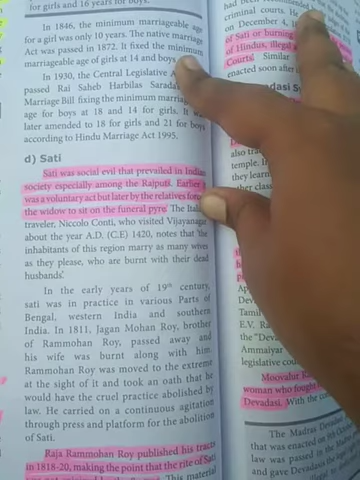 for girls and 16 years for boys.
In 1846, the minimum marriageable age
for a girl was only 10 years. The native marriage
Act was passed in 1872. It fixed the minimum
marriageable age of girls at 14 and boys
In 1930, the Central Legislative
passed Rai Saheb Harbilas Sarada
Marriage Bill fixing the minimum
age for boys at 18 and 14 for girls. It
later amended to 18 for girls and 21 for boys
according to Hindu Marriage Act 1995.
d) Sati
Sati was social evil that prevailed in Indian
society especially among the Rajputs. Earlier
was a voluntary act but later by the relatives
the widow to sit on the funeral pyre. The
traveler, Niccolo Conti, who visited Vijayanaga
about the year A.D. (C.E) 1420, notes that 'the
inhabitants of this region marry as many wives
as they please, who are burnt with their dead
husbands'.
In the early years of 19th century,
sati was in practice in various Parts of
Bengal, western India and southern
India. In 1811, Jagan Mohan Roy, brother
of Rammohan Roy, passed away and
his wife was burnt along with him.
Rammohan Roy was moved to the extreme
at the sight of it and took an oath that he
would have the cruel practice abolished by
law. He carried on a continuous agitation
through press and platform for the abolition
of Sati.
Raja Rammohan Roy published his tracts
in 1818-20, making the point that the rite of Sati
This material
had been
criminal courts. He
on December 4,
of Sati or burning
of Hindus, illegal
Courts. Similar
enacted soon after
also
temple. In
they learn
other class
Tamil
E.V.
the "Deva
Ammaiyar
legislative
Moovalur
woman who fought
Devadasi. With the
The Madras Devadasi
that was enacted on 9th
law was passed in the Madras
and gave Devadasis the legal